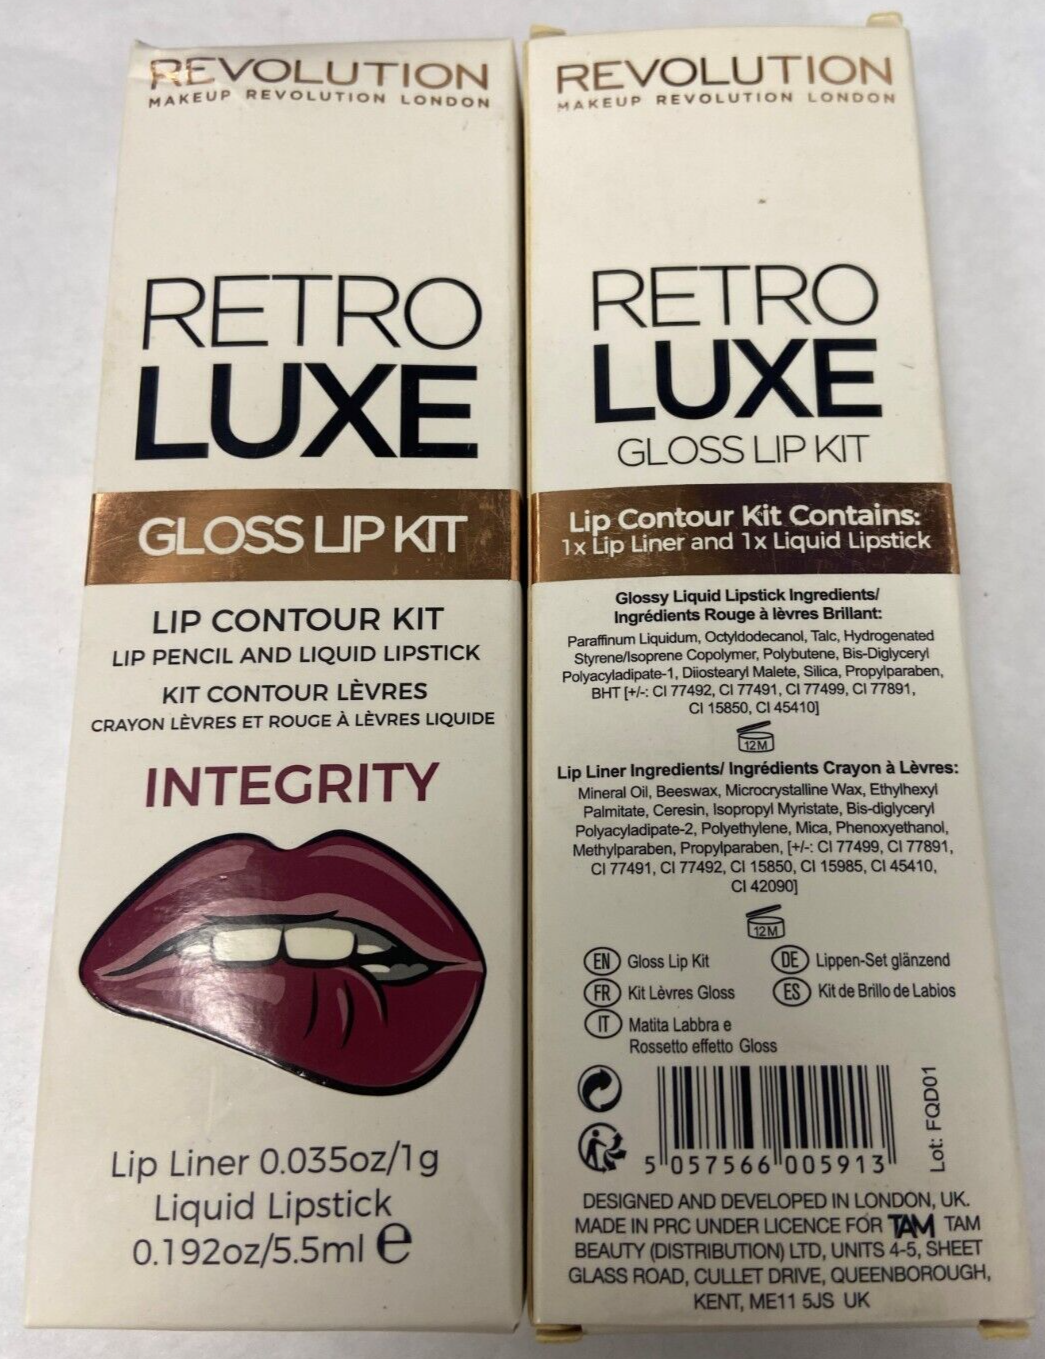 REVOLUTION
MAKEUP REVOLUTION LONDON
RETRO
LUXE
GLOSS LIP KIT
LIP CONTOUR KIT
LIP PENCIL AND LIQUID LIPSTICK
KIT CONTOUR LÈVRES
CRAYON LÈVRES ET ROUGE À LÈVRES LIQUIDE
INTEGRITY
Lip Liner 0.035oz/1g
Liquid Lipstick
0.192oz/5.5ml e
REVOLUTION
MAKEUP REVOLUTION LONDON
RETRO
LUXE
GLOSS LIP KIT
Lip Contour Kit Contains:
1x Lip Liner and 1x Liquid Lipstick
Glossy Liquid Lipstick Ingredients/
Ingrédients Rouge à lèvres Brillant:
Paraffinum Liquidum, Octyldodecanol, Talc, Hydrogenated
Styrene/Isoprene Copolymer, Polybutene, Bis-Diglyceryl
Polyacyladipate-1, Diiostearyl Malete, Silica, Propylparaben,
BHT [+/-: CI 77492, CI 77491, CI 77499, CI 77891,
CI 15850, CI 45410]
12M
Lip Liner Ingredients/ Ingrédients Crayon à Lèvres:
Mineral Oil, Beeswax, Microcrystalline Wax, Ethylhexyl
Palmitate, Ceresin, Isopropyl Myristate, Bis-diglyceryl
Polyacyladipate-2, Polyethylene, Mica, Phenoxyethanol,
Methylparaben, Propylparaben, [+/-: CI 77499, CI 77891,
CI 77491, CI 77492, CI 15850, CI 15985, CI 45410,
CI 42090]
12M
EN Gloss Lip Kit
DE Lippen-Set glänzend
FR Kit Lèvres Gloss
ES Kit de Brillo de Labios
IT Matita Labbra e
Rossetto effetto Gloss
5 057566 005913
Lot: FQD01
DESIGNED AND DEVELOPED IN LONDON, UK.
MADE IN PRC UNDER LICENCE FOR TAM TAM
BEAUTY (DISTRIBUTION) LTD, UNITS 4-5, SHEET
GLASS ROAD, CULLET DRIVE, QUEENBOROUGH,
KENT, ME11 5JS UK